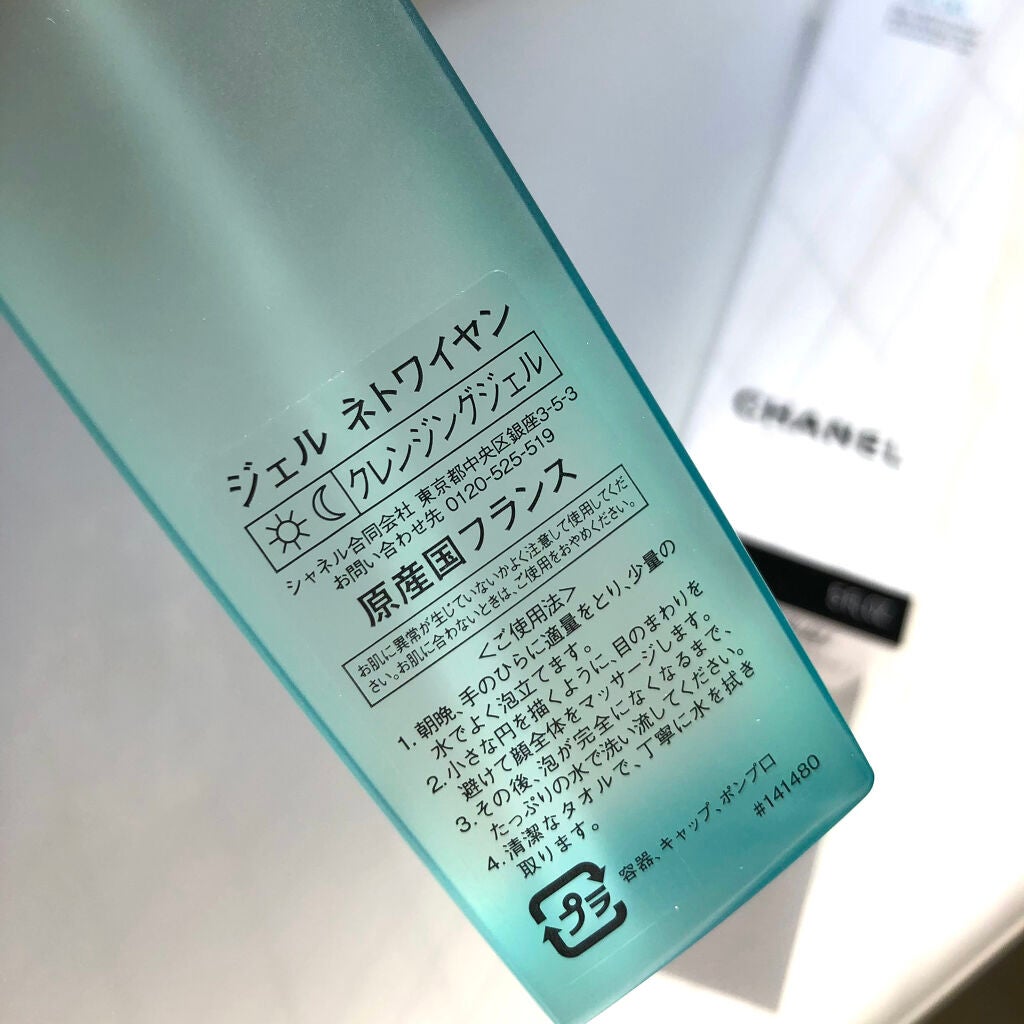 ジェル ネトワイヤン
クレンジングジェル
シャネル合同会社 東京都中央区銀座3-5-3
お問い合わせ先 0120-525-519
原産国フランス
お肌に異常が生じていないかよく注意して使用してくだ
さい。お肌に合わないときは、ご使用をおやめください。
<ご使用法>
1. 朝晩、手のひらに適量をとり、少量の
水でよく泡立てます。
2. 小さな円を描くように、目のまわりを
避けて顔全体をマッサージします。
3. その後、泡が完全になくなるまで、
たっぷりの水で洗い流してください。
4. 清潔なタオルで、丁寧に水を拭き
取ります。
プラ
容器、キャップ、ポンプ口
#141480
CHANEL